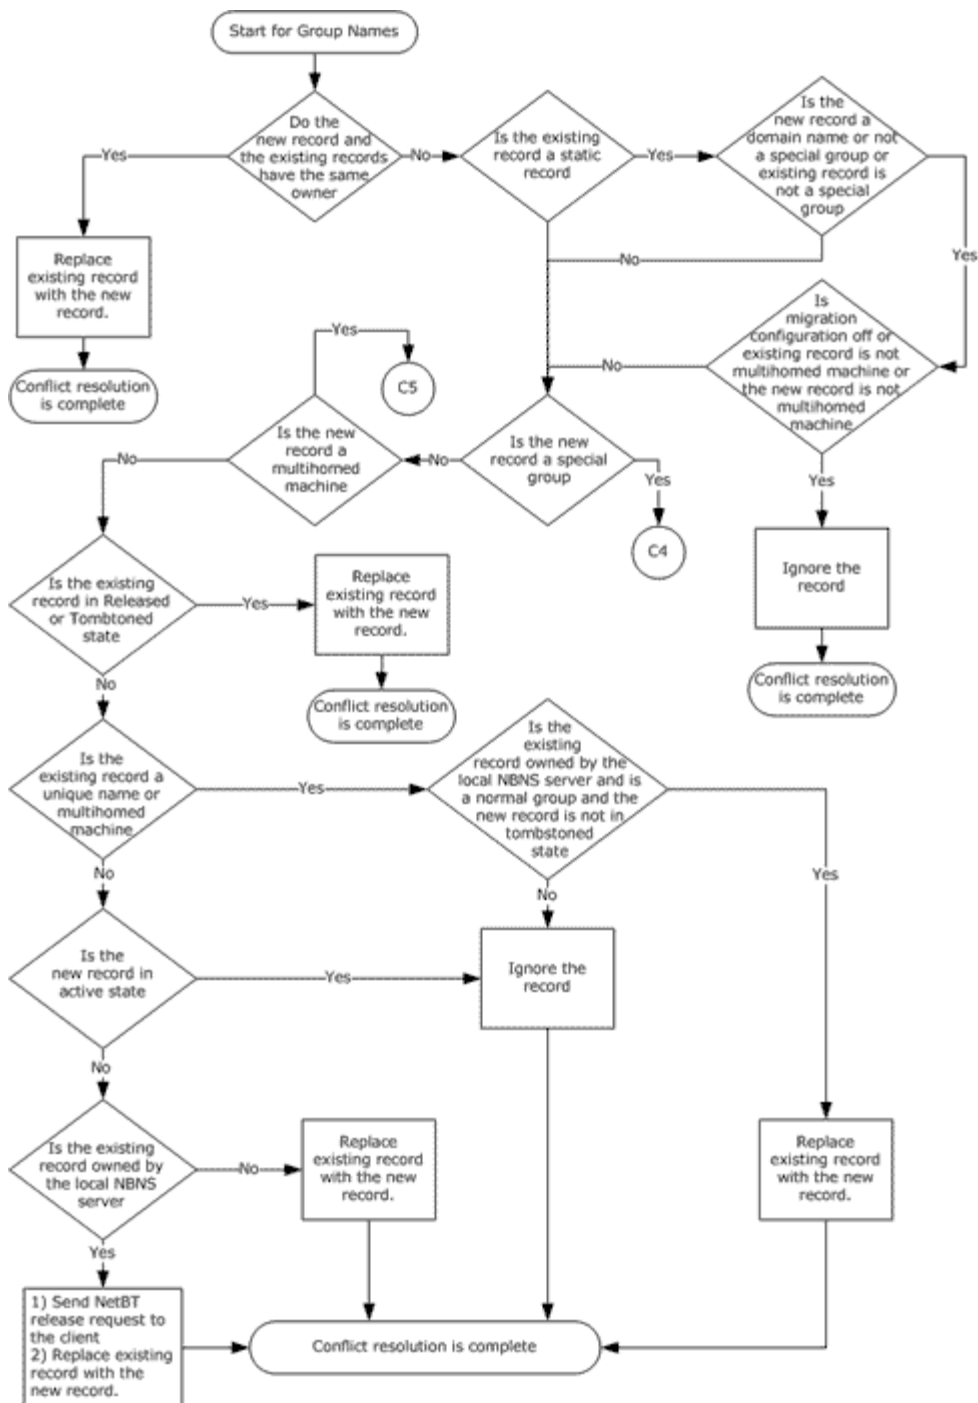 Start for Group Names
Do the
new record and
the existing records
have the same
owner
Yes
No
Is the existing
record a static
record
Yes
Is the
new record a
domain name or not
a special group or
existing record is
not a special
group
Yes
No
Replace
existing record
with the new
record.
Conflict resolution
is complete
Is
migration
configuration off or
existing record is not
multihomed machine or
the new record is not
multihomed
machine
No
Yes
Yes
C5
Is the new
record a
multihomed
machine
No
Is the new
record a special
group
No
Yes
C4
Ignore the
record
Conflict resolution
is complete
Is the existing
record in Released
or Tombtoned
state
Yes
Replace
existing record
with the new
record.
Conflict resolution
is complete
No
Is the
existing record a
unique name or
multihomed
machine
Yes
Is the
existing
record owned by the
local NBNS server and is
a normal group and the
new record is not in
tombstoned
state
Yes
No
No
Is the
new record in
active state
Yes
Ignore the
record
No
Is the existing
record owned by
the local NBNS
server
No
Replace
existing record
with the new
record.
Replace
existing record
with the new
record.
Yes
1) Send NetBT
release request to
the client
2) Replace existing
record with the
new record.
Conflict resolution is complete